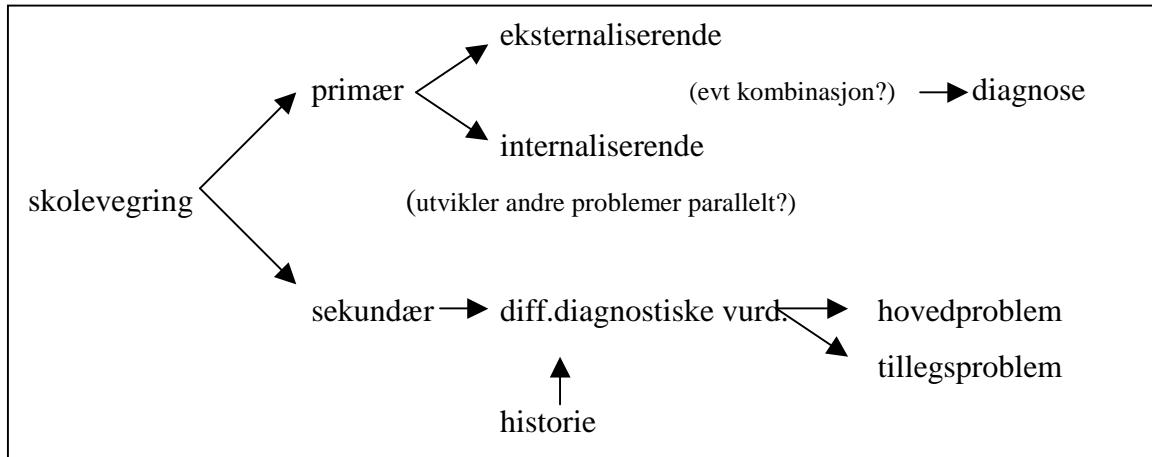 eksternaliserende
primær (evt kombinasjon?) diagnose
internaliserende
skolevegring (utvikler andre problemer parallelt?)
sekundær diff.diagnostiske vurd. hovedproblem
tillegsproblem
historie